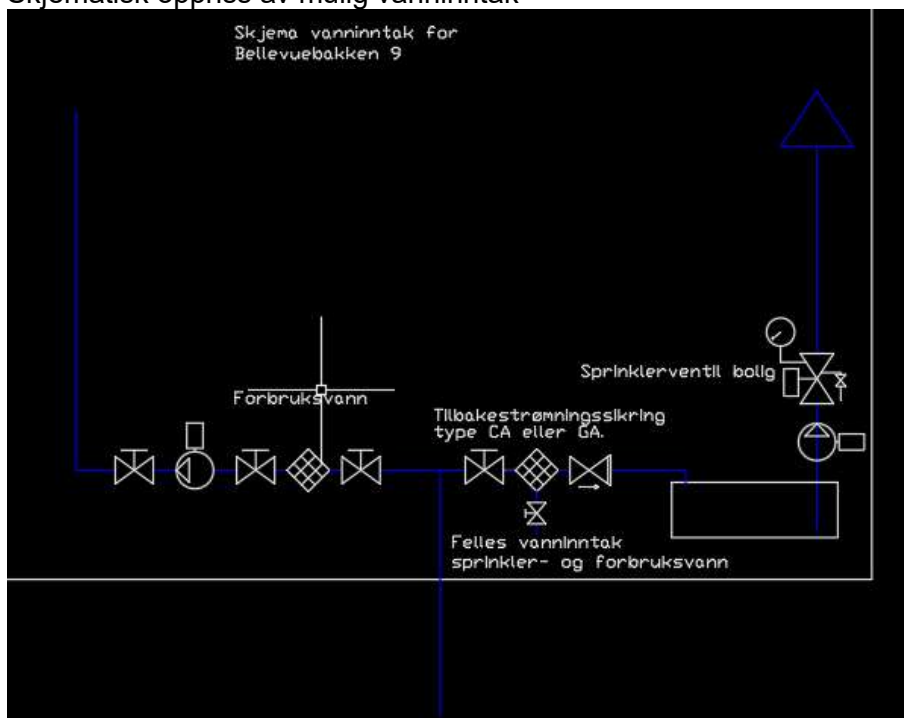 Skjematisk oppriss av mulig vanninntak
Skjema vanninntak for
Bellevuebakken 9
Sprinklerventil bolig
Forbruksvann
Tilbakestrømningssikring
type CA eller GA.
Felles vanninntak
sprinkler- og forbruksvann